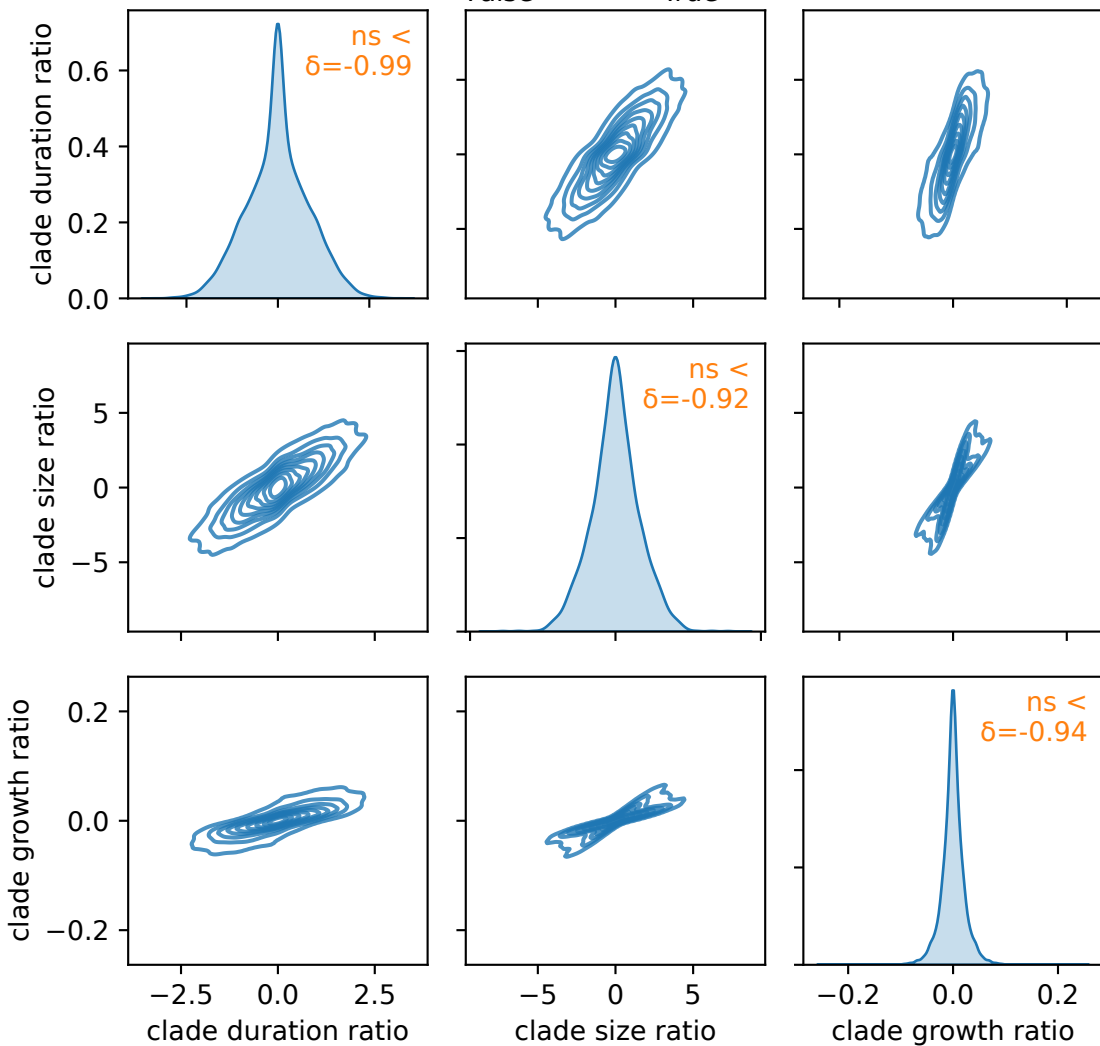 clade duration ratio
0.6
0.4
0.2
0.0
ns <
δ=-0.99
clade size ratio
5
0
−5
ns <
δ=-0.92
clade growth ratio
0.2
0.0
−0.2
ns <
δ=-0.94
−2.5 0.0 2.5
clade duration ratio
−5 0 5
clade size ratio
−0.2 0.0 0.2
clade growth ratio